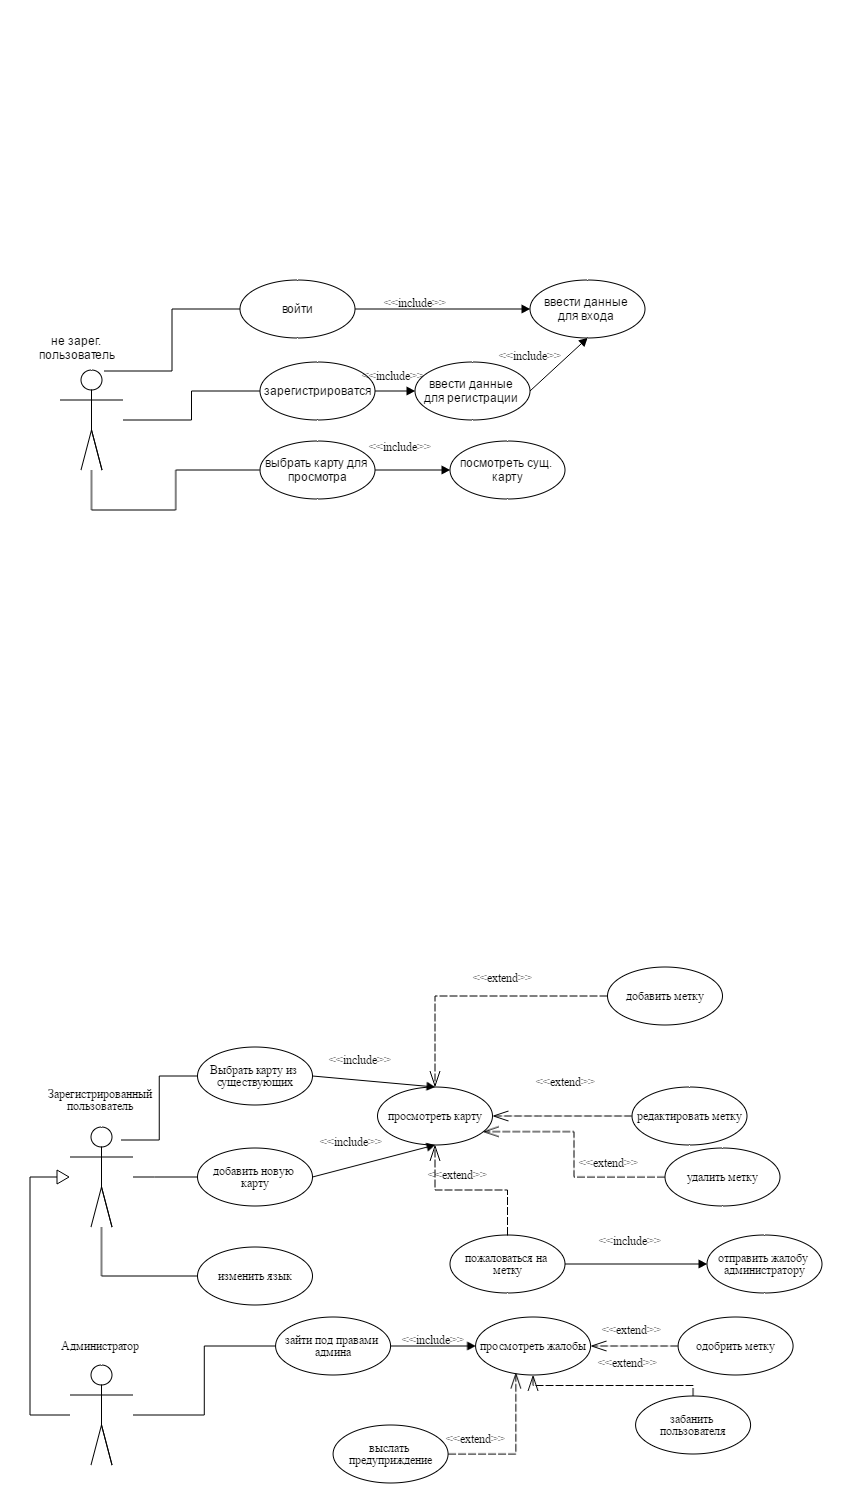 войти
<<include>>
ввести данные
для входа
не зарег.
пользователь
<<include>>
зарегистрироватся
<<include>>
ввести данные
для регистрации
<<include>>
выбрать карту для
просмотра
посмотреть сущ.
карту
<<extend>>
добавить метку
Выбрать карту из
существующих
<<include>>
<<extend>>
Зарегистрированный
пользователь
просмотреть карту
редактировать метку
<<include>>
добавить новую
карту
<<extend>>
<<extend>>
удалить метку
<<include>>
пожаловаться на
метку
отправить жалобу
администратору
изменить язык
Администратор
зайти под правами
админа
<<include>>
просмотреть жалобы
<<extend>>
одобрить метку
<<extend>>
забанить
пользователя
<<extend>>
выслать
предуприждение